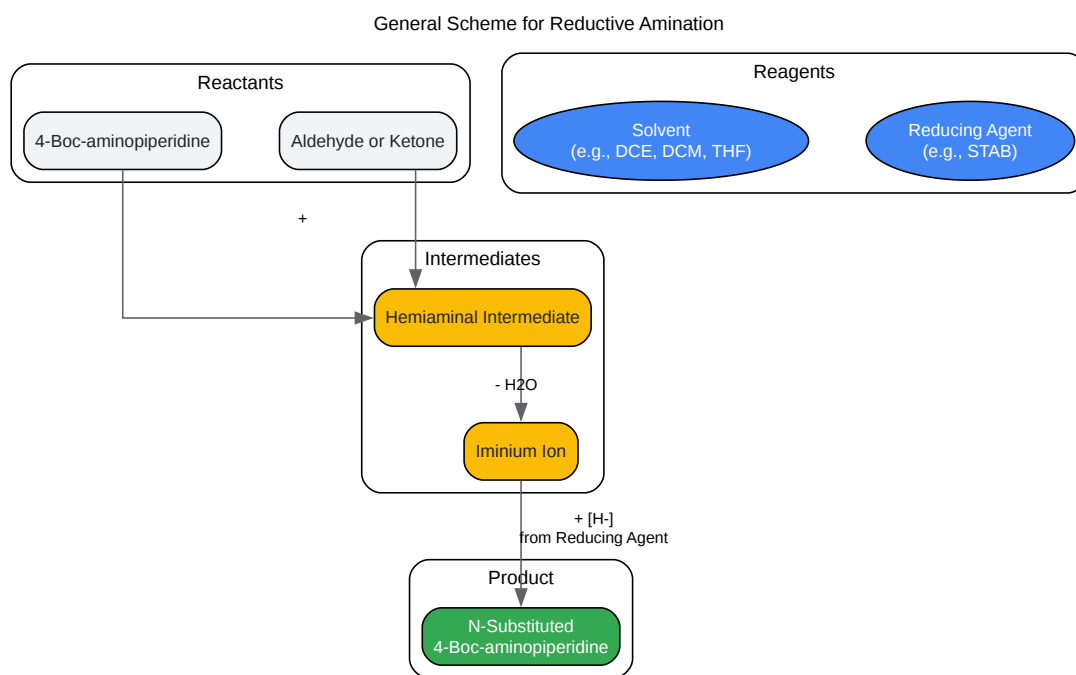 General Scheme for Reductive Amination
Reactants
4-Boc-aminopiperidine
Aldehyde or Ketone
Reagents
Solvent
(e.g., DCE, DCM, THF)
Reducing Agent
(e.g., STAB)
+
Intermediates
Hemiaminal Intermediate
- H2O
Iminium Ion
+ [H-]
from Reducing Agent
Product
N-Substituted
4-Boc-aminopiperidine